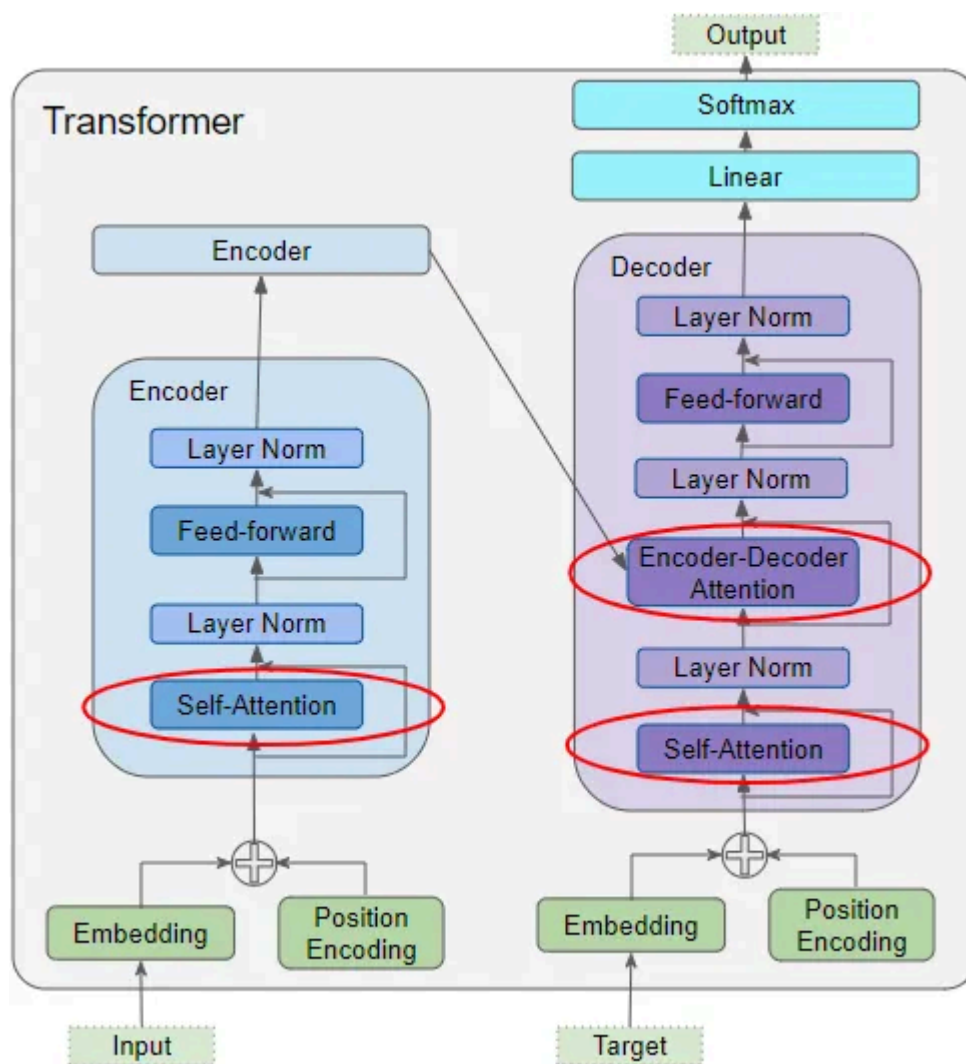 Output
Softmax
Transformer
Linear
Encoder
Decoder
Layer Norm
Feed-forward
Layer Norm
Encoder-Decoder
Attention
Layer Norm
Self-Attention
Encoder
Layer Norm
Feed-forward
Layer Norm
Self-Attention
Embedding
Position
Encoding
Embedding
Position
Encoding
Input
Target